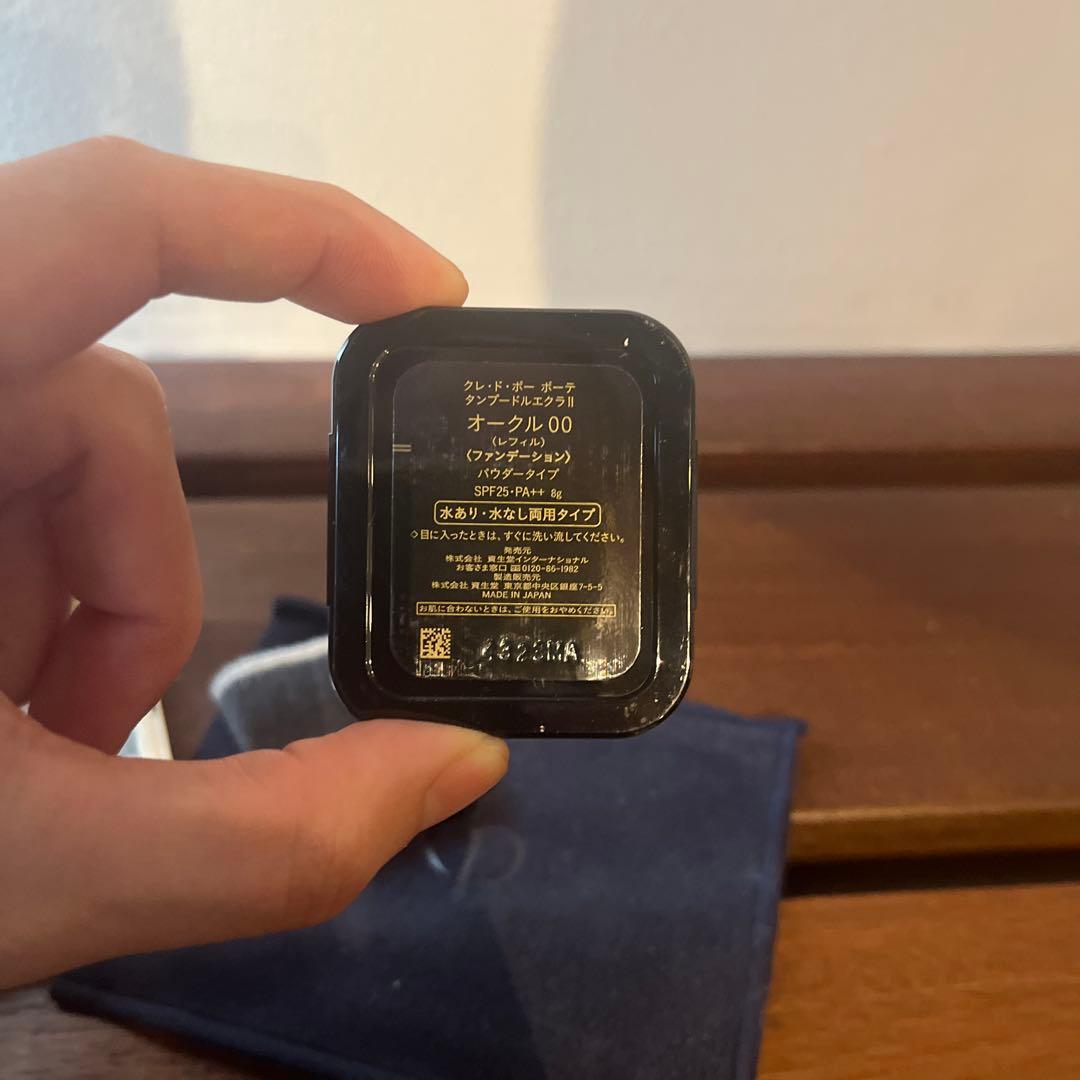 クレ・ド・ポー ボーテ
タンプードルエクラII
オークル 00
(レフィル)
〈ファンデーション〉
パウダータイプ
SPF25・PA++ 8g
水あり・水なし両用タイプ
◇目に入ったときは、すぐに洗い流してください。
発売元
株式会社 資生堂インターナショナル
お客さま窓口 0120-86-1982
製造販売元
株式会社 資生堂 東京都中央区銀座7-5-5
MADE IN JAPAN
お肌に合わないときは、ご使用をおやめください。